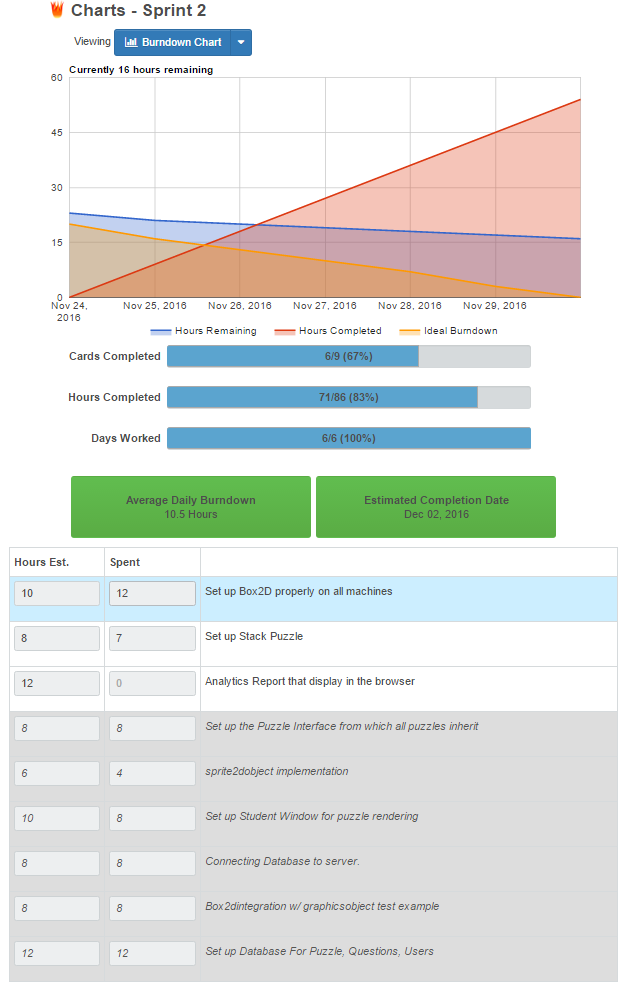 Charts - Sprint 2
Viewing Burndown Chart
Currently 16 hours remaining
60
45
30
15
0
Nov 24, 2016 Nov 25, 2016 Nov 26, 2016 Nov 27, 2016 Nov 28, 2016 Nov 29, 2016
Hours Remaining Hours Completed Ideal Burndown
Cards Completed 6/9 (67%)
Hours Completed 71/86 (83%)
Days Worked 6/6 (100%)
Average Daily Burndown
10.5 Hours
Estimated Completion Date
Dec 02, 2016
Hours Est. Spent
10 12 Set up Box2D properly on all machines
8 7 Set up Stack Puzzle
12 0 Analytics Report that display in the browser
8 8 Set up the Puzzle Interface from which all puzzles inherit
6 4 sprite2dobject implementation
10 8 Set up Student Window for puzzle rendering
8 8 Connecting Database to server.
8 8 Box2dintegration w/ graphicsobject test example
12 12 Set up Database For Puzzle, Questions, Users